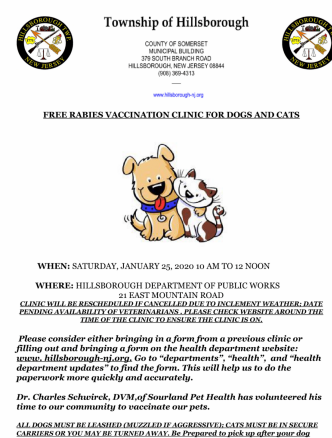 HILLSBOROUGH TWP
NEW JERSEY
Township of Hillsborough
HILLSBOROUGH TWP
NEW JERSEY
COUNTY OF SOMERSET
MUNICIPAL BUILDING
379 SOUTH BRANCH ROAD
HILLSBOROUGH, NEW JERSEY 08844
(908) 369-4313
www.hillsborough-nj.org
FREE RABIES VACCINATION CLINIC FOR DOGS AND CATS
WHEN: SATURDAY, JANUARY 25, 2020 10 AM TO 12 NOON
WHERE: HILLSBOROUGH DEPARTMENT OF PUBLIC WORKS
21 EAST MOUNTAIN ROAD
CLINIC WILL BE RESCHEDULED IF CANCELLED DUE TO INCLEMENT WEATHER; DATE
PENDING AVAILABILITY OF VETERINARIANS . PLEASE CHECK WEBSITE AROUND THE
TIME OF THE CLINIC TO ENSURE THE CLINIC IS ON.
Please consider either bringing in a form from a previous clinic or
filling out and bringing a form on the health department website:
www. hillsborough-nj.org. Go to “departments”, “health”, and “health
department updates” to find the form. This will help us to do the
paperwork more quickly and accurately.
Dr. Charles Schwirck, DVM,of Sourland Pet Health has volunteered his
time to our community to vaccinate our pets.
ALL DOGS MUST BE LEASHED (MUZZLED IF AGGRESSIVE); CATS MUST BE IN SECURE
CARRIERS OR YOU MAY BE TURNED AWAY. Be Prepared to pick up after your dog